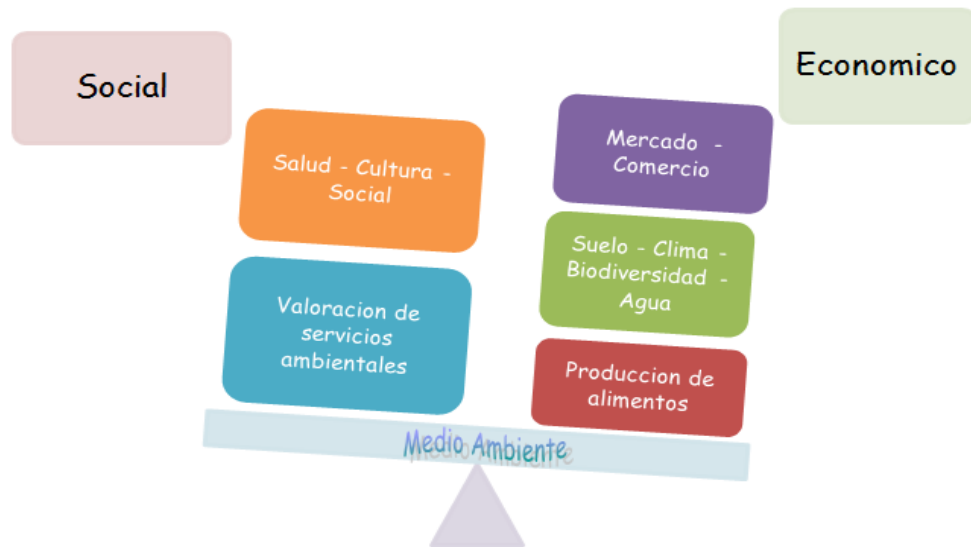 Social
Economico
Salud - Cultura -
Social
Valoracion de
servicios
ambientales
Mercado -
Comercio
Suelo - Clima -
Biodiversidad -
Agua
Produccion de
alimentos
Medio Ambiente